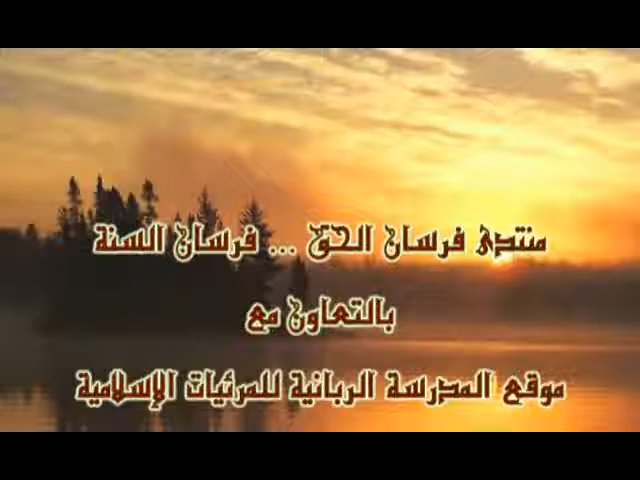 منتدى فرسان الحق ... فرسان السنة
بالتعاون مع
موقع المدرسة الربانية للمرئيات الإسلامية